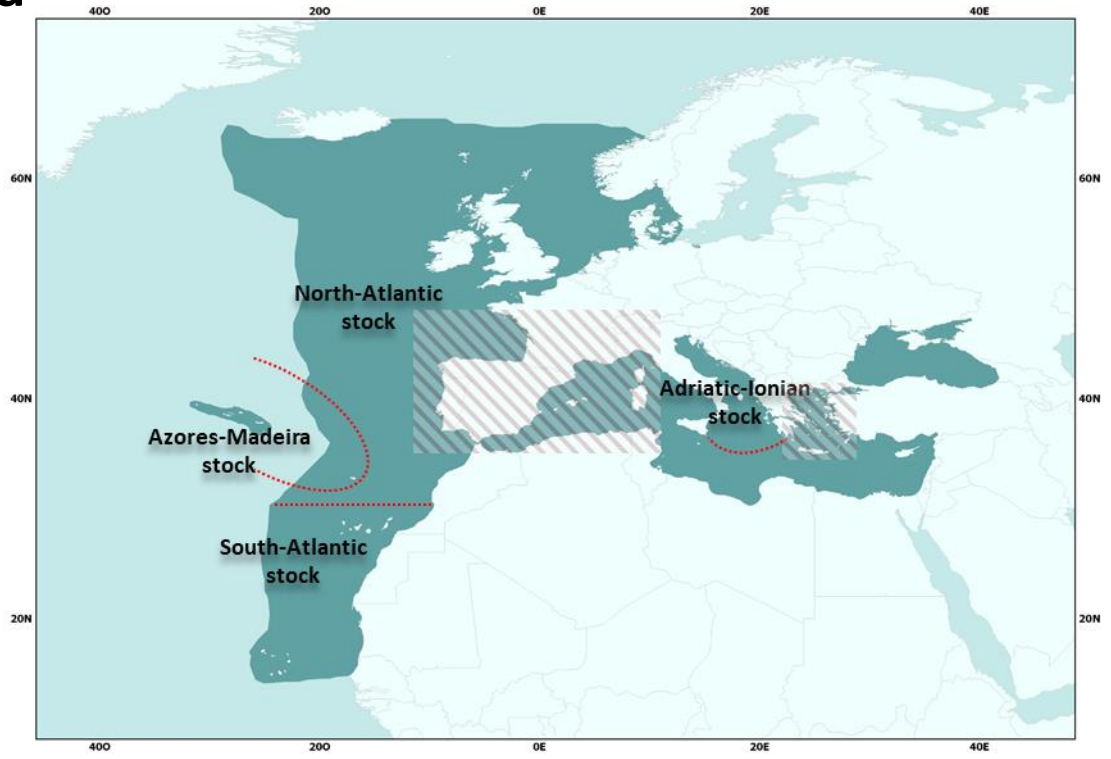 a
40O 20O 0E 20E 40E
60N 60N
North-Atlantic
stock
40N 40N
Adriatic-Ionian
stock
Azores-Madeira
stock
South-Atlantic
stock
20N 20N
40O 20O 0E 20E 40E